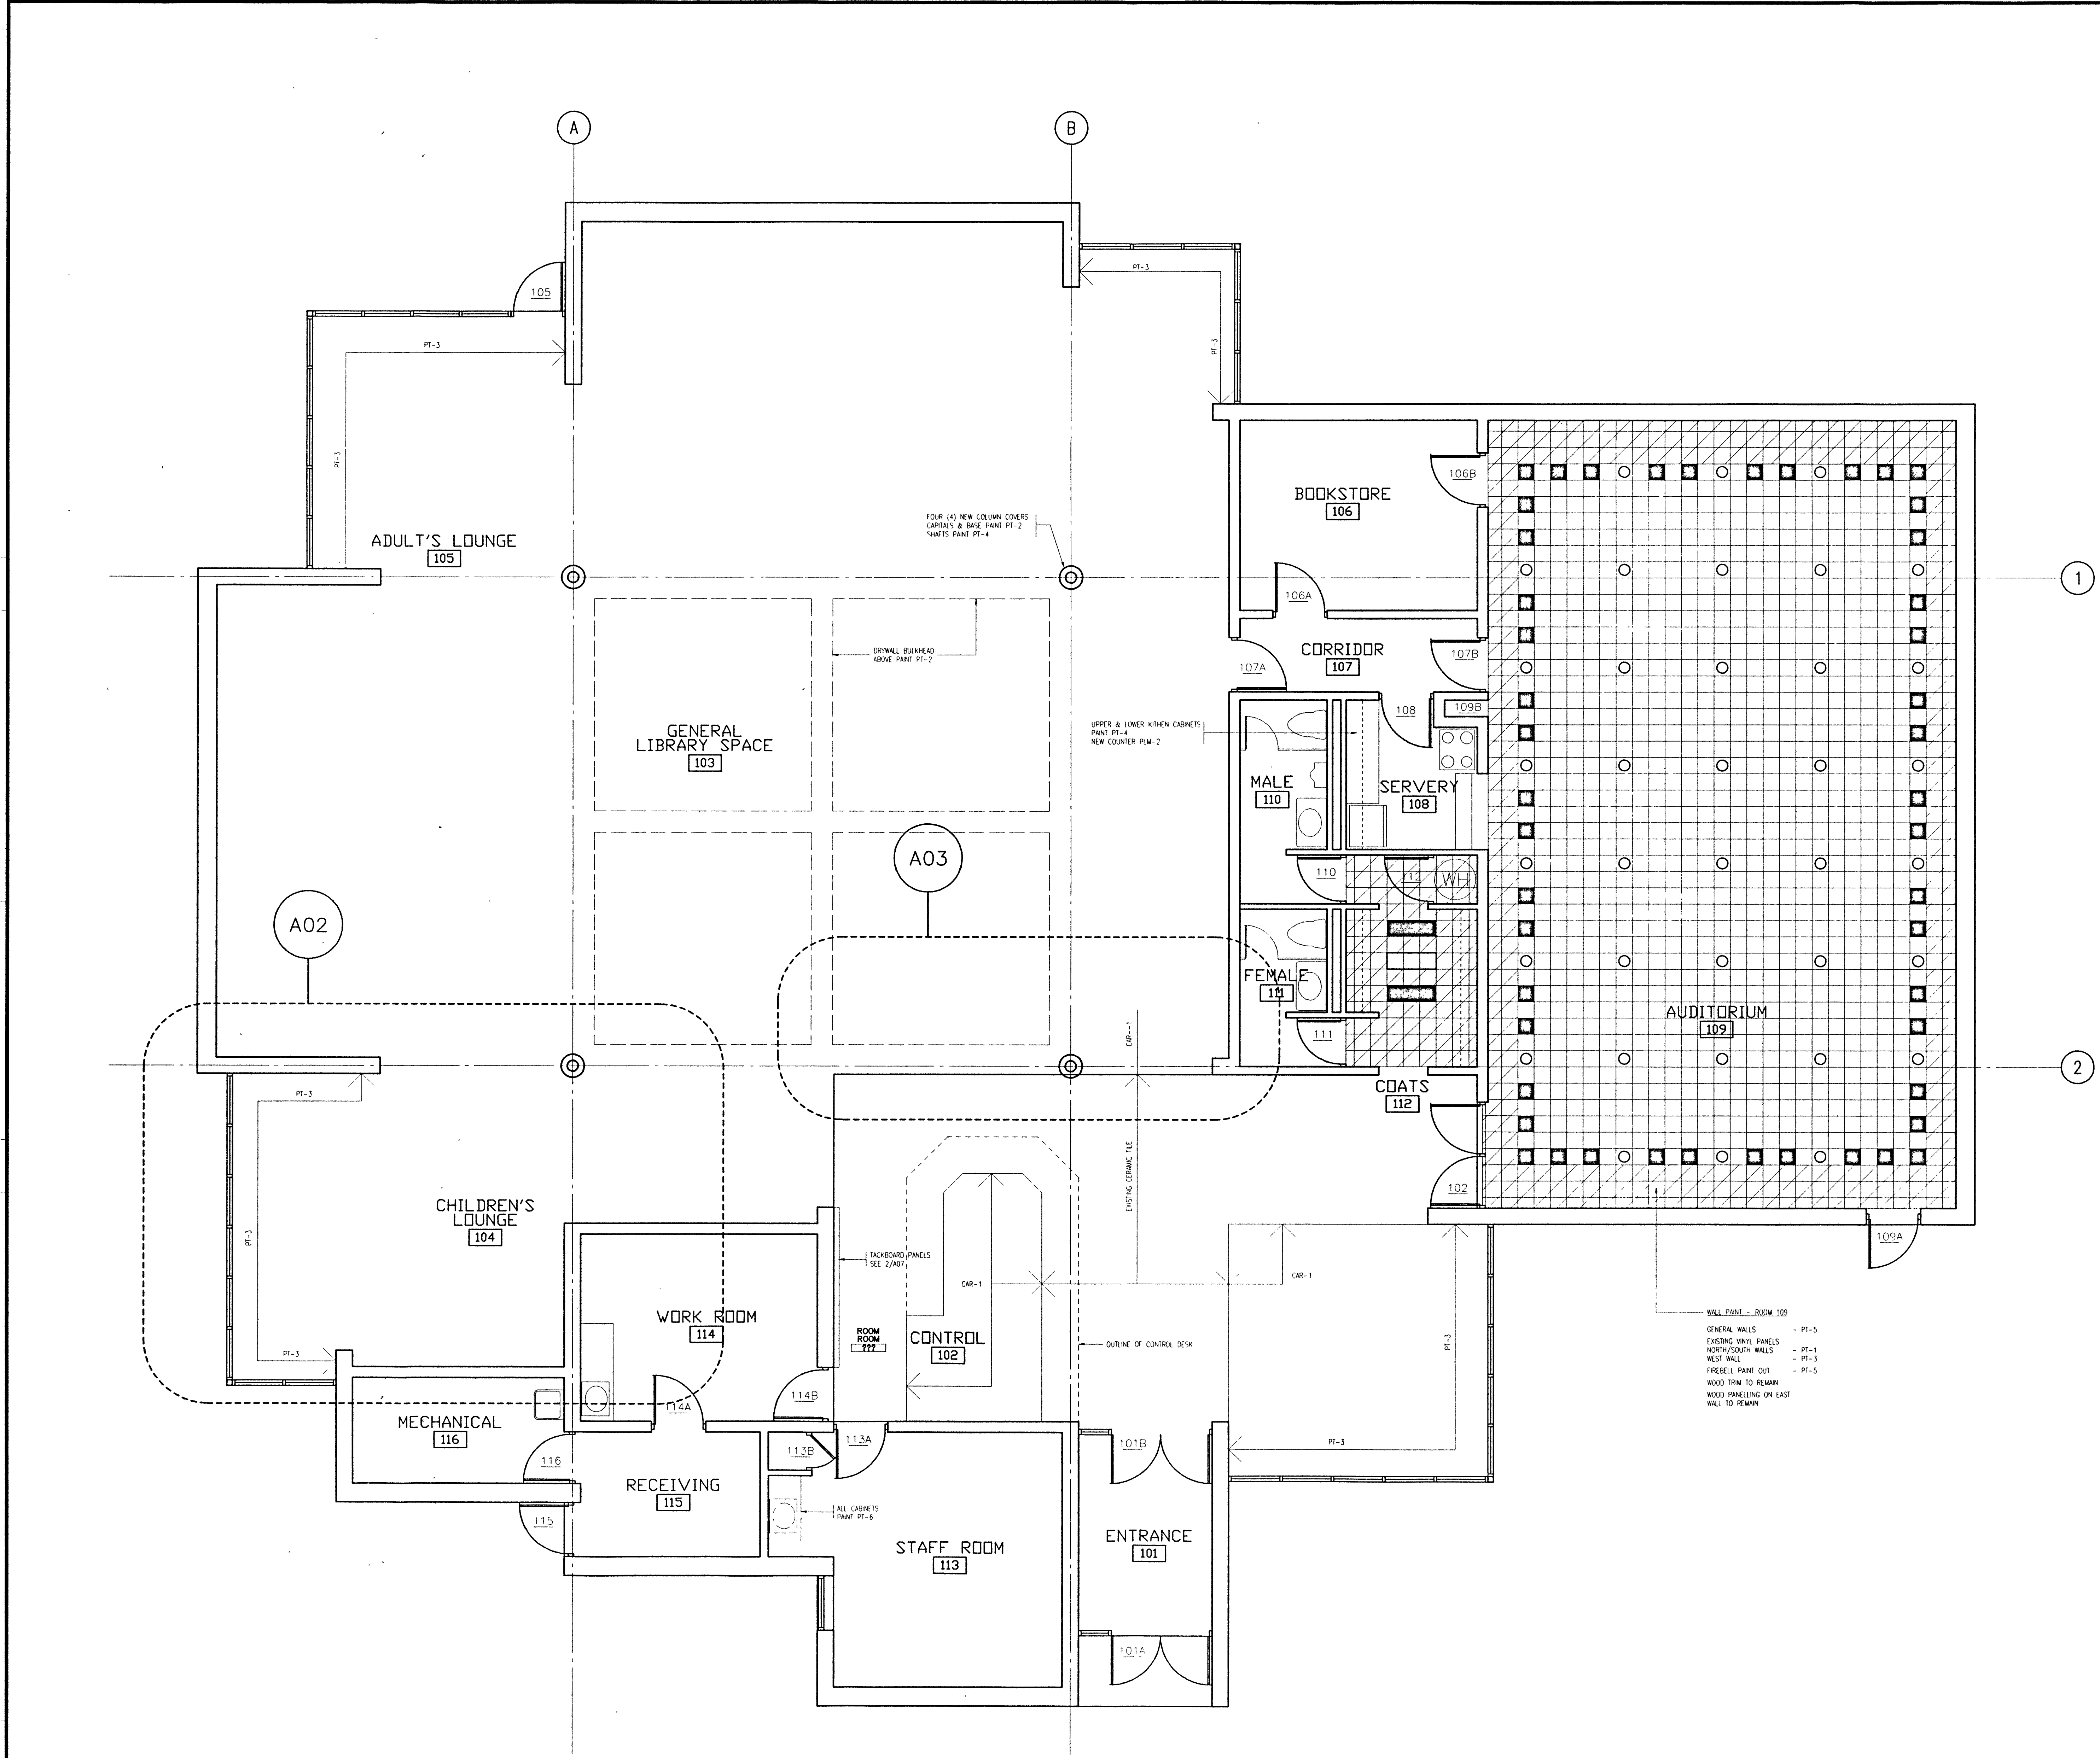 A
B
PT-3
105
PT-3
PT-3
PT-3
106B
BOOKSTORE
106
FOUR (4) NEW COLUMN COVERS
CAPITALS & BASE PAINT PT-2
SHAFTS PAINT PT-4
ADULT'S LOUNGE
105
1
106A
DRYWALL BULKHEAD
ABOVE PAINT PT-2
CORRIDOR
107
107A
107B
108
109B
UPPER & LOWER KITHEN CABINETS
PAINT PT-4
NEW COUNTER PLM-2
GENERAL
LIBRARY SPACE
103
MALE
110
SERVERY
108
A03
110
112
WH
A02
FEMALE
111
AUDITORIUM
109
111
CAR-1
2
COATS
112
PT-3
EXISTING CERAMIC TILE
102
CHILDREN'S
LOUNGE
104
PT-3
TACKBOARD PANELS
SEE 2/A07
109A
CAR-1
CAR-1
WORK ROOM
114
ROOM
ROOM
???
CONTROL
102
OUTLINE OF CONTROL DESK
PT-3
PT-3
WALL PAINT - ROOM 109
GENERAL WALLS - PT-5
EXISTING VINYL PANELS
NORTH/SOUTH WALLS - PT-1
WEST WALL - PT-3
FIREBELL PAINT OUT - PT-5
WOOD TRIM TO REMAIN
WOOD PANELLING ON EAST
WALL TO REMAIN
114B
114A
MECHANICAL
116
113A
113B
101B
PT-3
116
RECEIVING
115
ALL CABINETS
PAINT PT-6
115
STAFF ROOM
113
ENTRANCE
101
101A